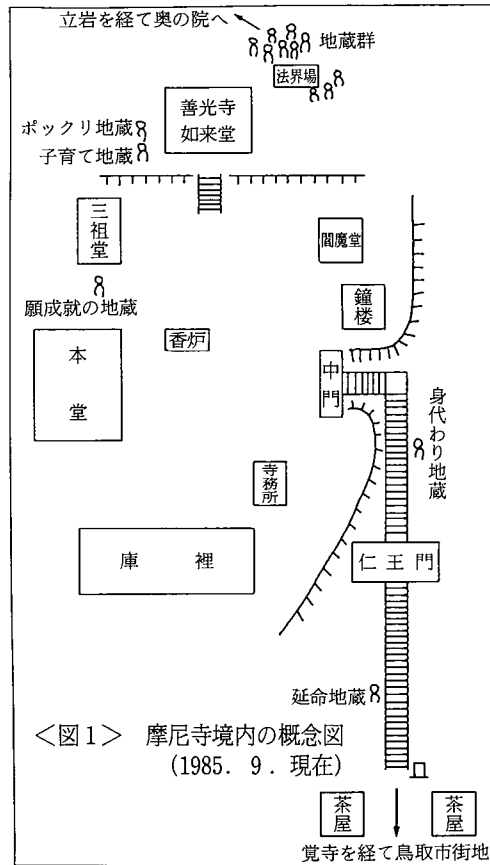 立岩を経て奥の院へ
地蔵群
法界場
善光寺
如来堂
ポックリ地蔵
子育て地蔵
三祖堂
閻魔堂
願成就の地蔵
鐘楼
香炉
本堂
中門
身代わり地蔵
寺務所
庫裡
仁王門
延命地蔵
<図1> 摩尼寺境内の概念図
(1985. 9. 現在)
茶屋
茶屋
覚寺を経て鳥取市街地